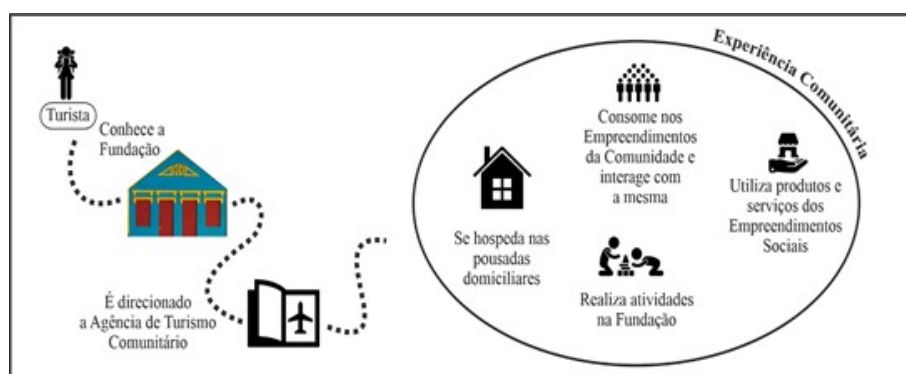 Turista
Conhece a
Fundação
É direcionado
a Agência de Turismo
Comunitário
Experiência Comunitária
Se hospeda nas
pousadas
domiciliares
Consome nos
Empreendimentos
da Comunidade e
interage com
a mesma
Realiza atividades
na Fundação
Utiliza produtos e
serviços dos
Empreendimentos
Sociais